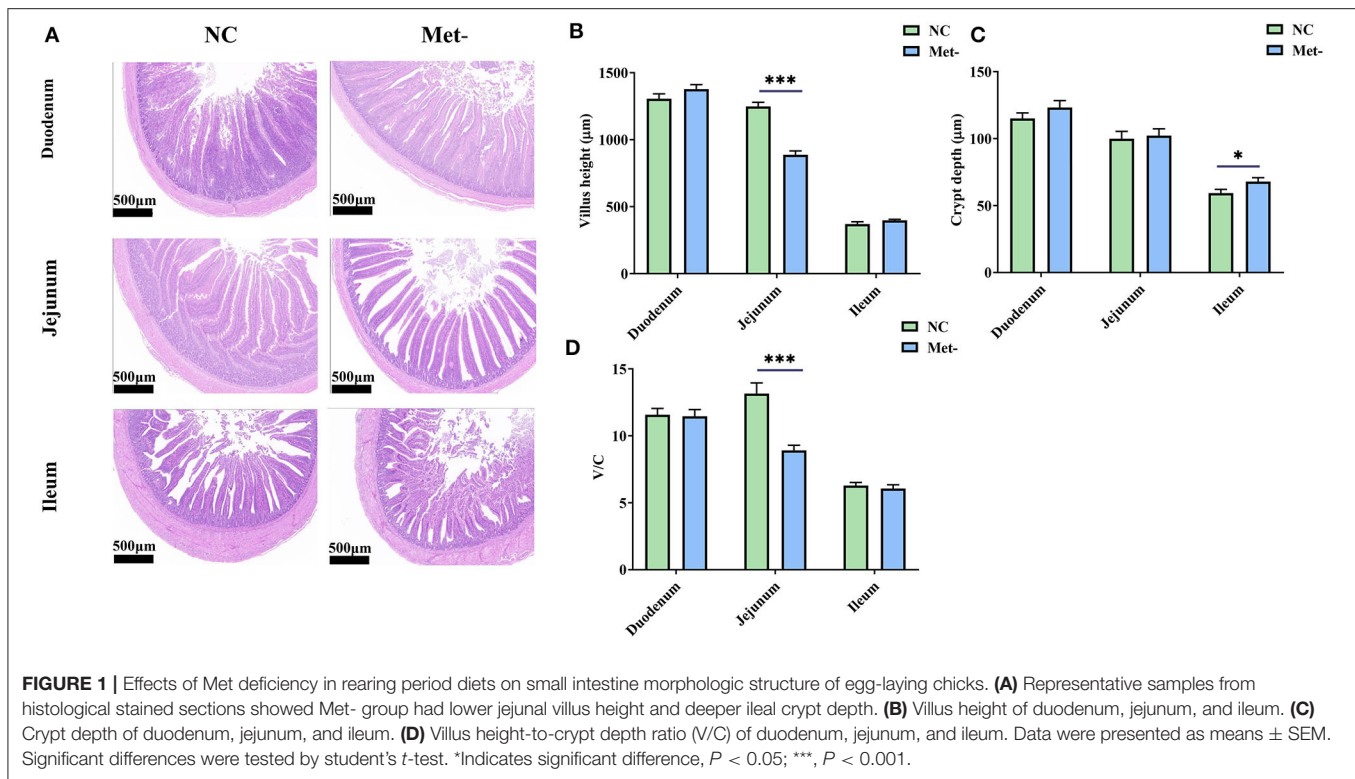 A
NC
Met-
Duodenum
500µm
500µm
Jejunum
500µm
500µm
Ileum
500µm
500µm
B
NC
Met-
Villus height (µm)
1500
1000
500
0
***
Duodenum
Jejunum
Ileum
C
NC
Met-
Crypt depth (µm)
150
100
50
0
*
Duodenum
Jejunum
Ileum
D
NC
Met-
V/C
15
10
5
0
***
Duodenum
Jejunum
Ileum
FIGURE 1 | Effects of Met deficiency in rearing period diets on small intestine morphologic structure of egg-laying chicks. (A) Representative samples from
histological stained sections showed Met- group had lower jejunal villus height and deeper ileal crypt depth. (B) Villus height of duodenum, jejunum, and ileum. (C)
Crypt depth of duodenum, jejunum, and ileum. (D) Villus height-to-crypt depth ratio (V/C) of duodenum, jejunum, and ileum. Data were presented as means ± SEM.
Significant differences were tested by student's t-test. *Indicates significant difference, P < 0.05; ***, P < 0.001.